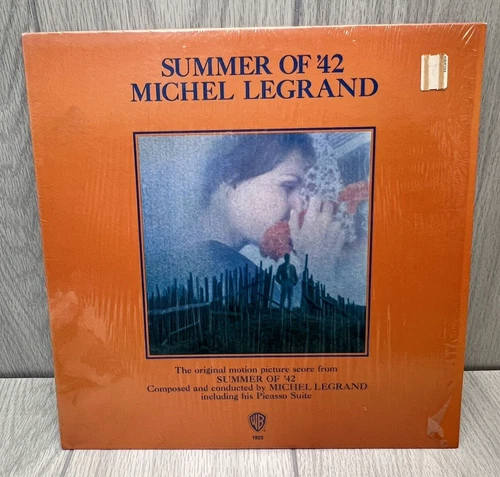 SUMMER OF '42
MICHEL LEGRAND
The original motion picture score from
SUMMER OF '42
Composed and conducted by MICHEL LEGRAND
including his Picasso Suite
WB
1925